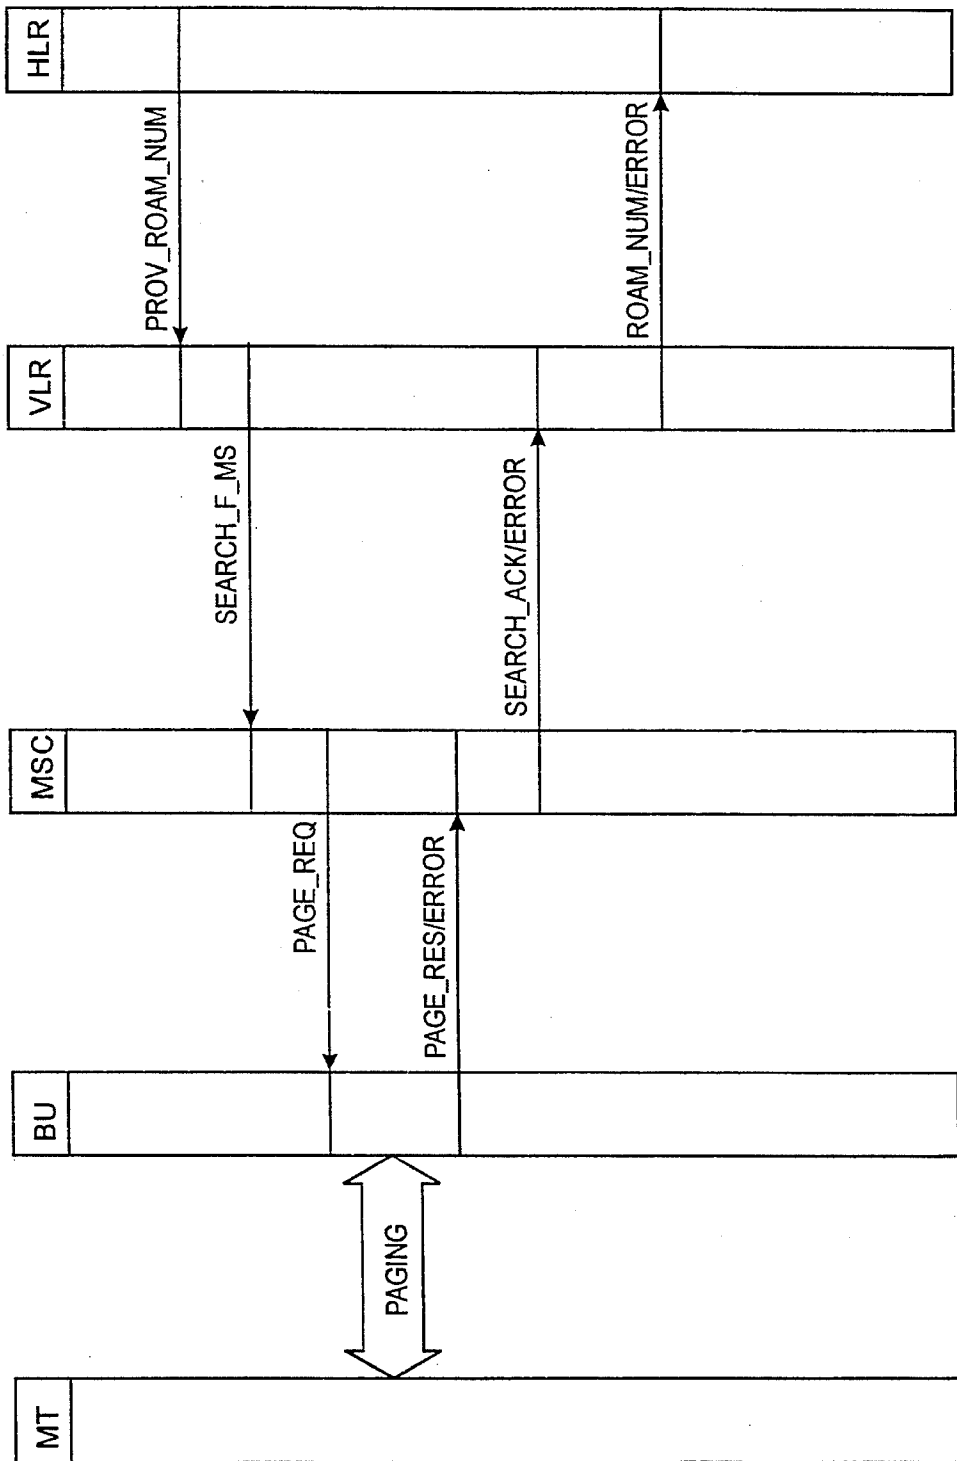 MT
BU
MSC
VLR
HLR
PROV_ROAM_NUM
SEARCH_F_MS
PAGE_REQ
PAGING
PAGE_RES/ERROR
SEARCH_ACK/ERROR
ROAM_NUM/ERROR